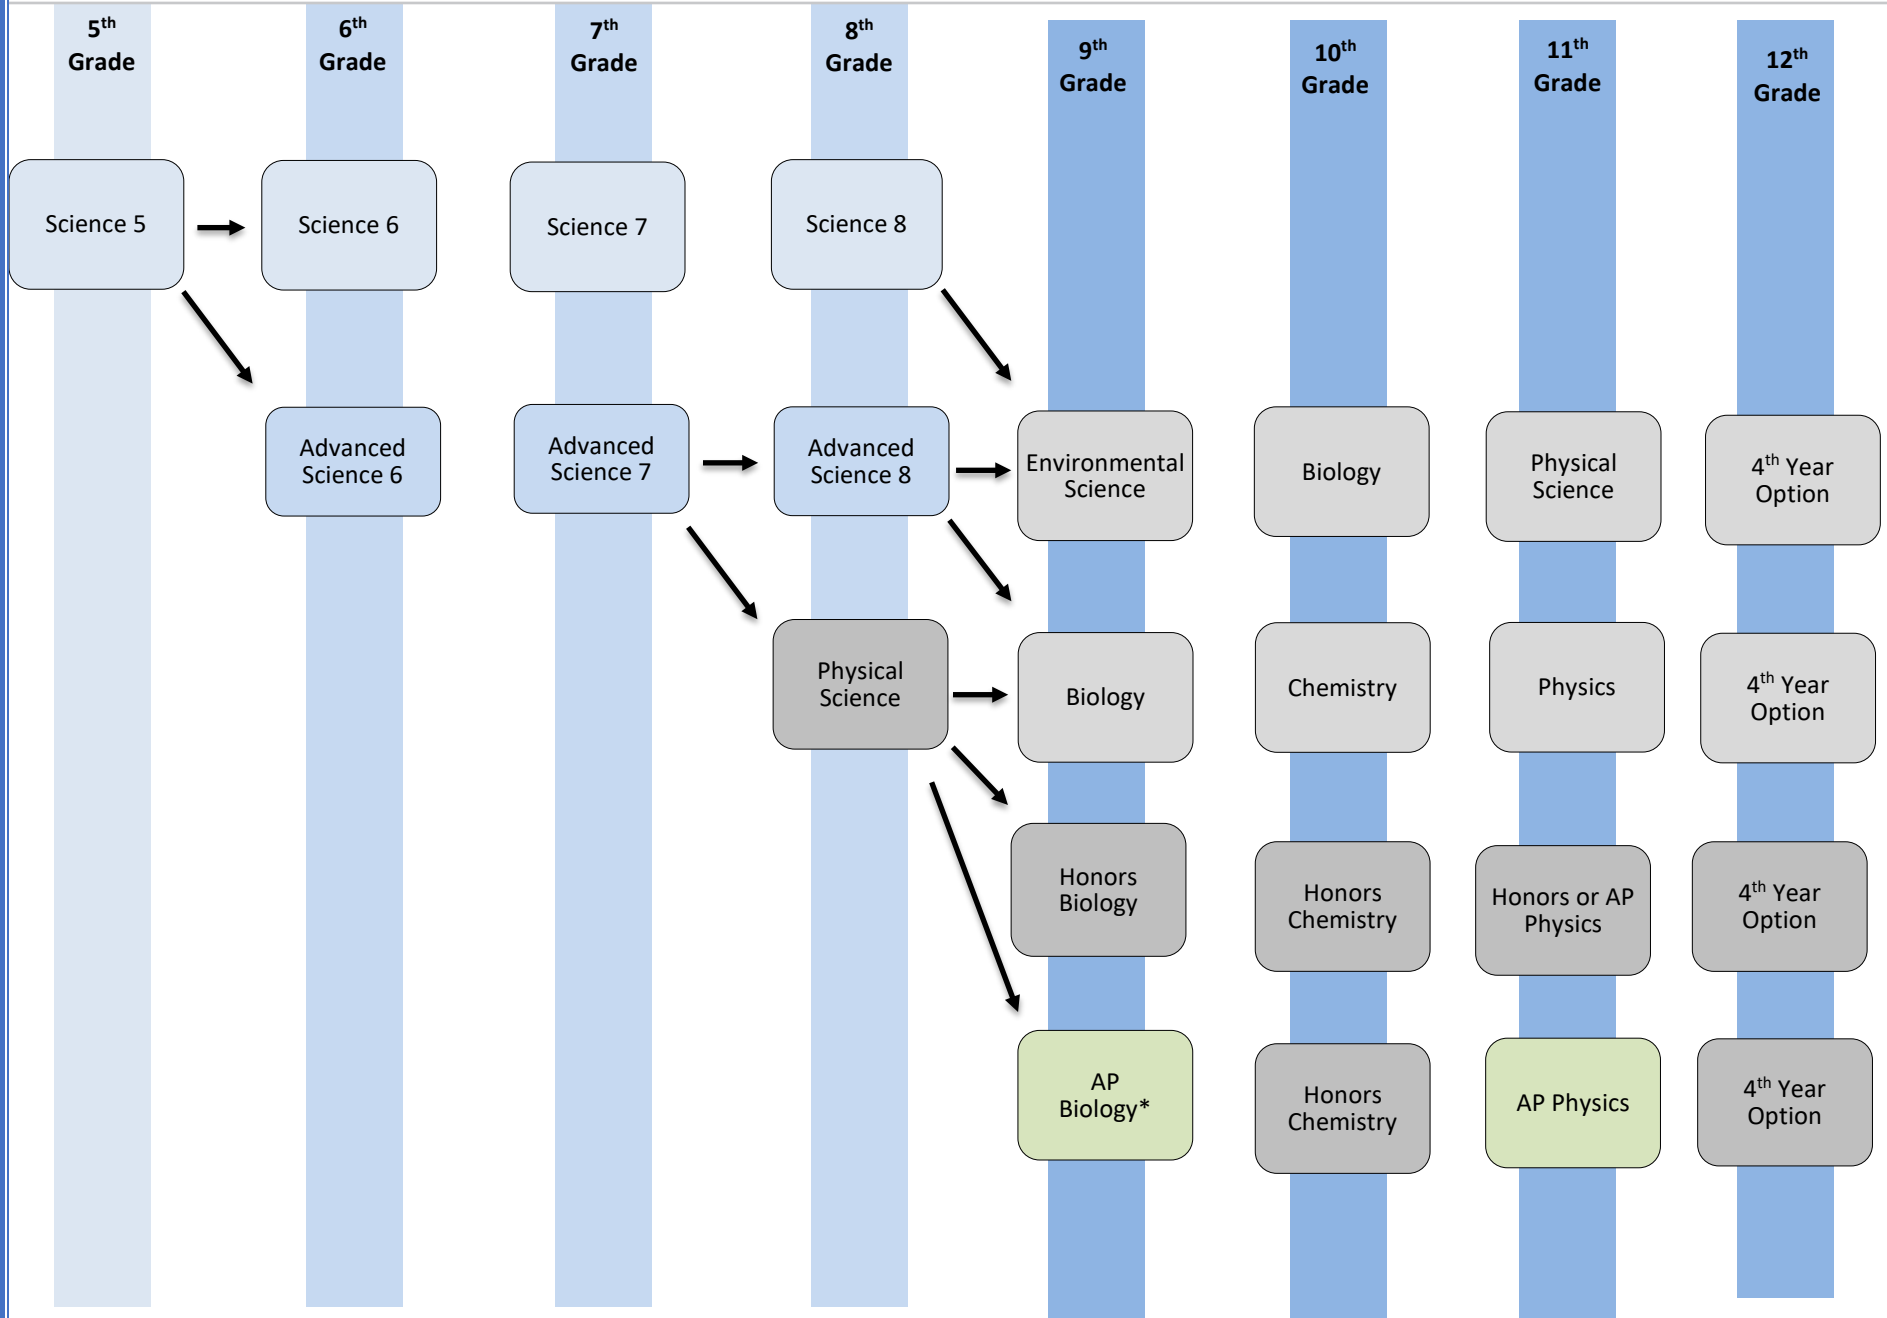 5th
Grade
6th
Grade
7th
Grade
8th
Grade
9th
Grade
10th
Grade
11th
Grade
12th
Grade
Science 5
Science 6
Science 7
Science 8
Advanced
Science 6
Advanced
Science 7
Advanced
Science 8
Environmental
Science
Biology
Physical
Science
4th Year
Option
Physical
Science
Biology
Chemistry
Physics
4th Year
Option
Honors
Biology
Honors
Chemistry
Honors or AP
Physics
4th Year
Option
AP
Biology*
Honors
Chemistry
AP Physics
4th Year
Option